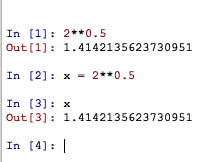 In [1]: 2**0.5
Out[1]: 1.4142135623730951
In [2]: x = 2**0.5
In [3]: x
Out[3]: 1.4142135623730951
In [4]: